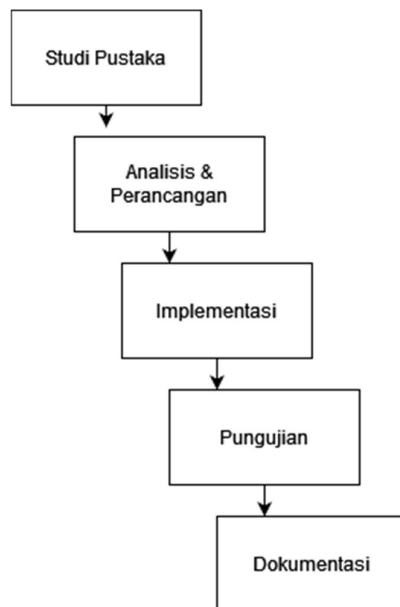 Studi Pustaka
Analisis &
Perancangan
Implementasi
Pungujian
Dokumentasi